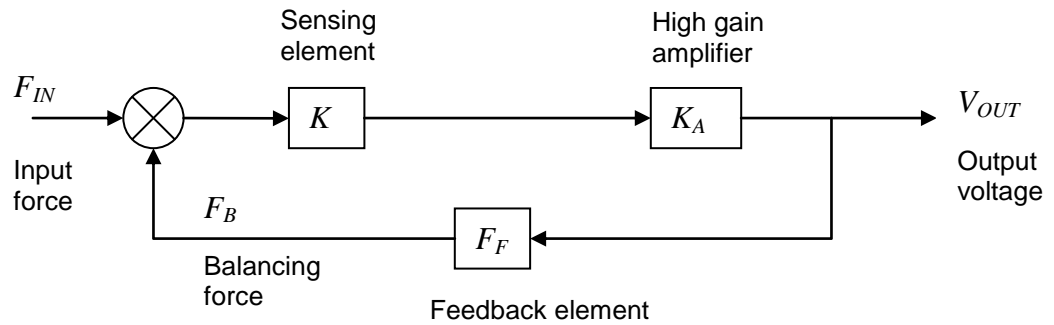 Sensing
element
High gain
amplifier
F_IN
K
K_A
V_OUT
Input
force
Output
voltage
F_B
F_F
Balancing
force
Feedback element